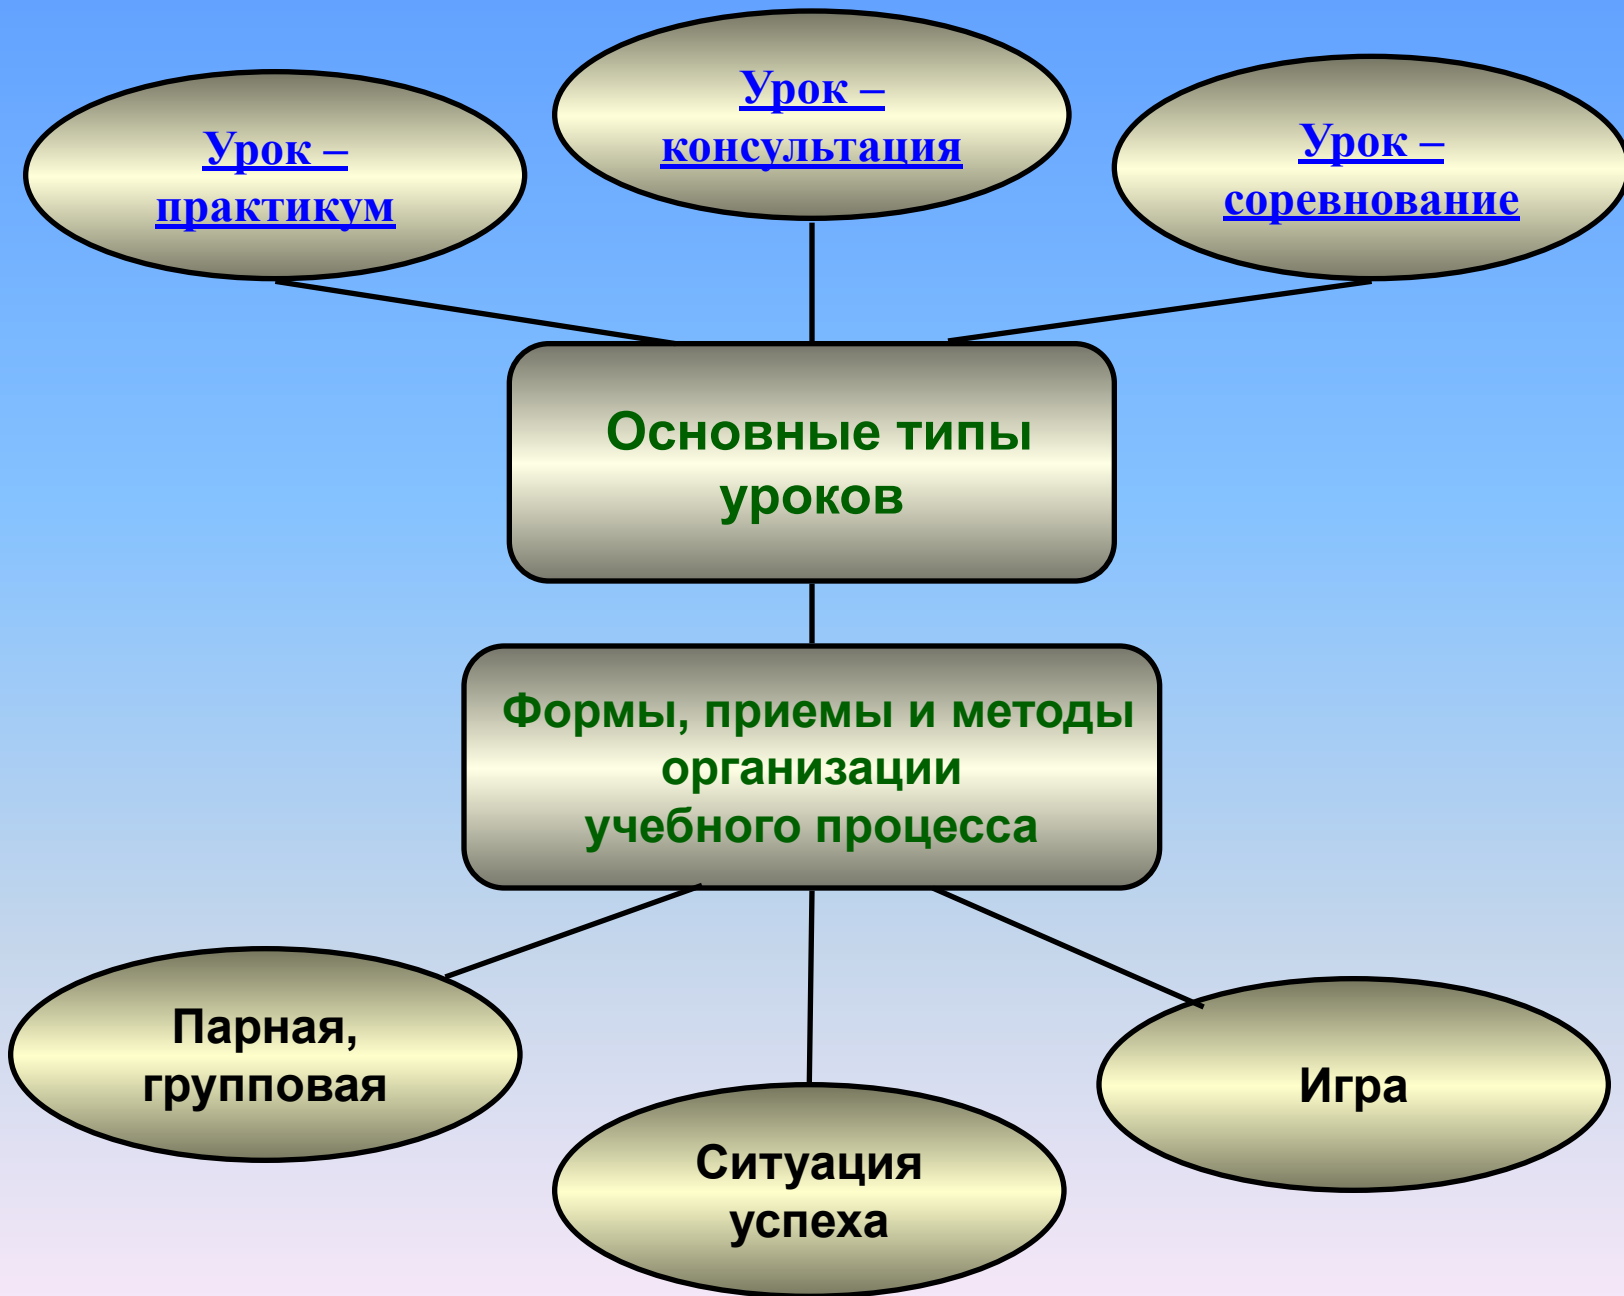 Урок –
практикум
Урок –
консультация
Урок –
соревнование
Основные типы
уроков
Формы, приемы и методы
организации
учебного процесса
Парная,
групповая
Ситуация
успеха
Игра